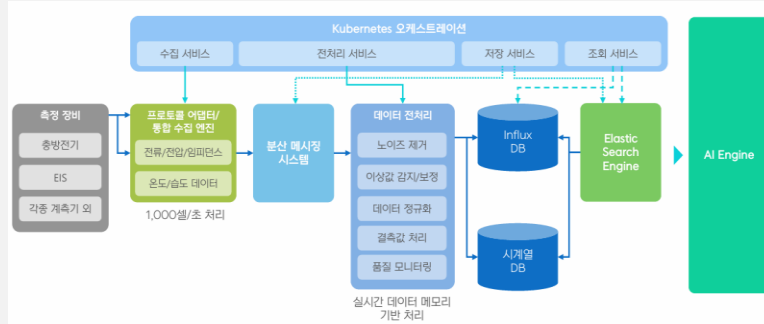 Kubernetes 오케스트레이션
수집 서비스
전처리 서비스
저장 서비스
조회 서비스
측정 장비
충방전기
EIS
각종 계측기 외
프로토콜 어댑터/
통합 수집 엔진
전류/전압/임피던스
온도/습도 데이터
1,000셀/초 처리
분산 메시징
시스템
데이터 전처리
노이즈 제거
이상값 감지/보정
데이터 정규화
결측값 처리
품질 모니터링
실시간 데이터 메모리
기반 처리
Influx
DB
시계열
DB
Elastic
Search
Engine
AI Engine